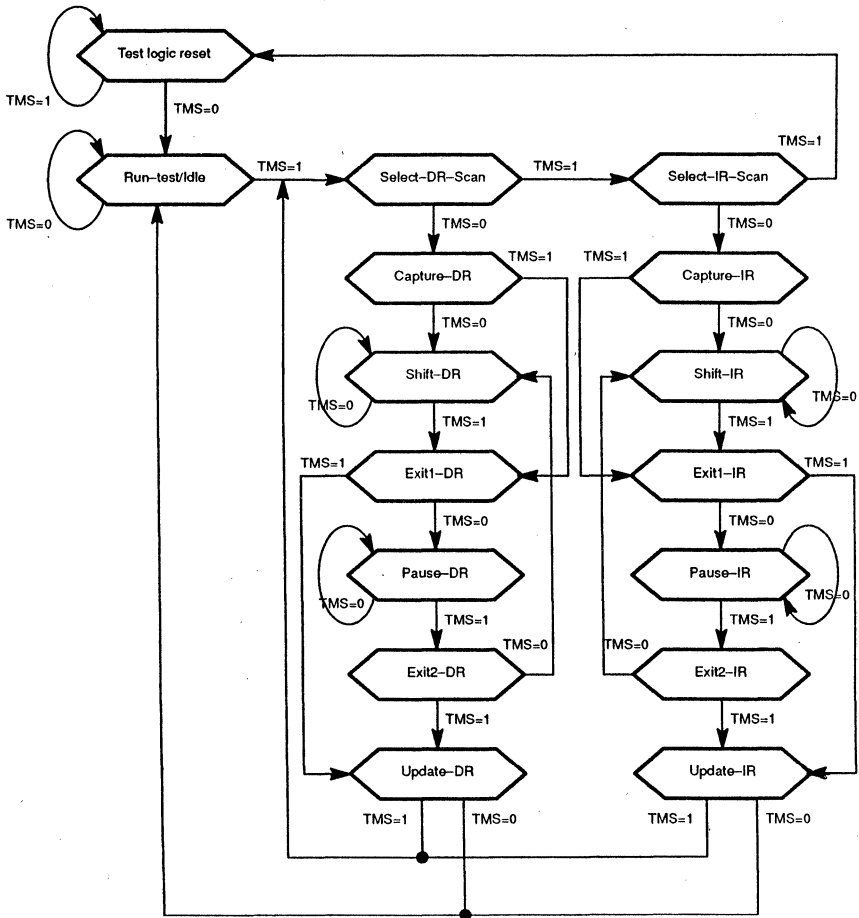 Test logic reset
TMS=1
TMS=0
TMS=1
Run–test/Idle
TMS=1
Select–DR–Scan
TMS=1
Select–IR–Scan
TMS=0
TMS=0
TMS=0
TMS=1
TMS=1
Capture–DR
Capture–IR
TMS=0
TMS=0
Shift–DR
Shift–IR
TMS=0
TMS=0
TMS=1
TMS=1
TMS=1
Exit1–DR
Exit1–IR
TMS=1
TMS=0
TMS=0
Pause–DR
Pause–IR
TMS=0
TMS=0
TMS=1
TMS=1
TMS=0
TMS=0
Exit2–DR
Exit2–IR
TMS=1
TMS=1
Update–DR
Update–IR
TMS=1
TMS=0
TMS=1
TMS=0